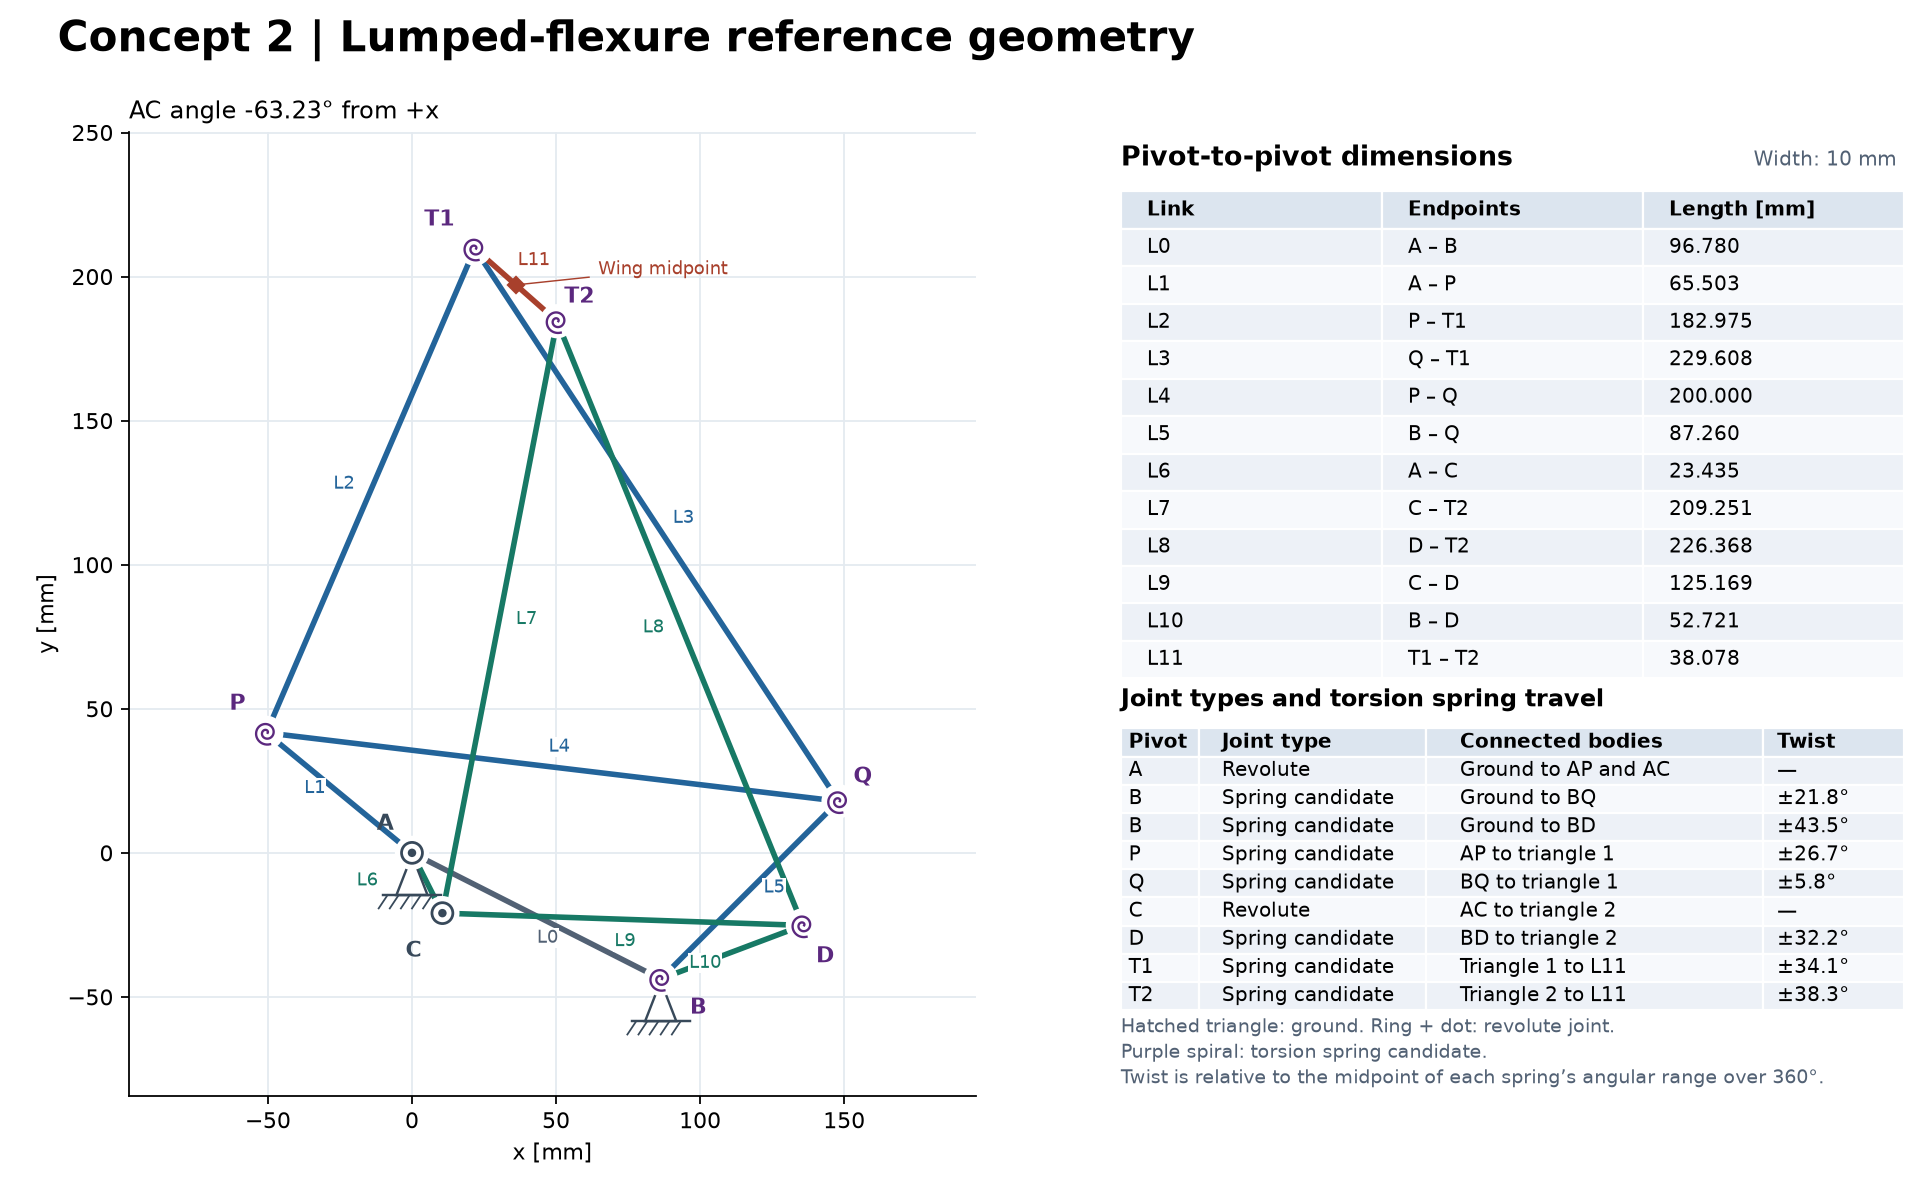 Concept 2 | Lumped-flexure reference geometry
AC angle -63.23° from +x
250
200
150
100
50
0
−50
y [mm]
−50
0
50
100
150
x [mm]
T1
L11
Wing midpoint
T2
L2
L3
L7
L8
P
L4
Q
L1
A
L6
L5
C
L0
L9
L10
D
B
Pivot-to-pivot dimensions
Width: 10 mm
Link Endpoints Length [mm]
L0 A – B 96.780
L1 A – P 65.503
L2 P – T1 182.975
L3 Q – T1 229.608
L4 P – Q 200.000
L5 B – Q 87.260
L6 A – C 23.435
L7 C – T2 209.251
L8 D – T2 226.368
L9 C – D 125.169
L10 B – D 52.721
L11 T1 – T2 38.078
Joint types and torsion spring travel
Pivot Joint type Connected bodies Twist
A Revolute Ground to AP and AC —
B Spring candidate Ground to BQ ±21.8°
B Spring candidate Ground to BD ±43.5°
P Spring candidate AP to triangle 1 ±26.7°
Q Spring candidate BQ to triangle 1 ±5.8°
C Revolute AC to triangle 2 —
D Spring candidate BD to triangle 2 ±32.2°
T1 Spring candidate Triangle 1 to L11 ±34.1°
T2 Spring candidate Triangle 2 to L11 ±38.3°
Hatched triangle: ground. Ring + dot: revolute joint.
Purple spiral: torsion spring candidate.
Twist is relative to the midpoint of each spring’s angular range over 360°.